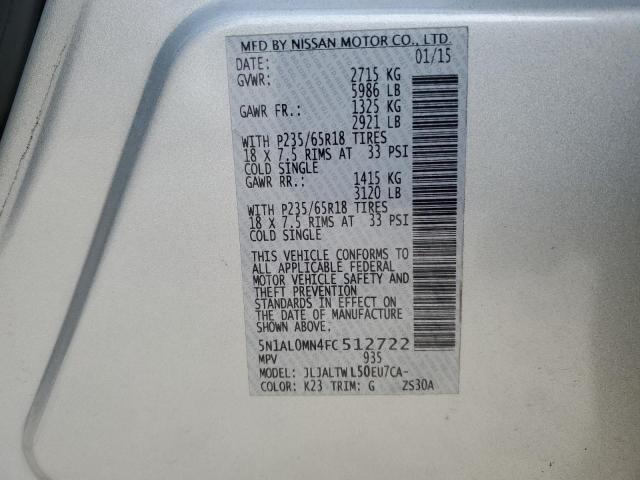 MFD BY NISSAN MOTOR CO., LTD.
DATE: 01/15
GVWR: 2715 KG
5986 LB
GAWR FR.: 1325 KG
2921 LB
WITH P235/65R18 TIRES
18 X 7.5 RIMS AT 33 PSI
COLD SINGLE
GAWR RR.: 1415 KG
3120 LB
WITH P235/65R18 TIRES
18 X 7.5 RIMS AT 33 PSI
COLD SINGLE
THIS VEHICLE CONFORMS TO
ALL APPLICABLE FEDERAL
MOTOR VEHICLE SAFETY AND
THEFT PREVENTION
STANDARDS IN EFFECT ON
THE DATE OF MANUFACTURE
SHOWN ABOVE.
5N1AL0MN4FC512722
MPV 935
MODEL: JLJALTWL50EU7CA-
COLOR: K23 TRIM: G ZS30A